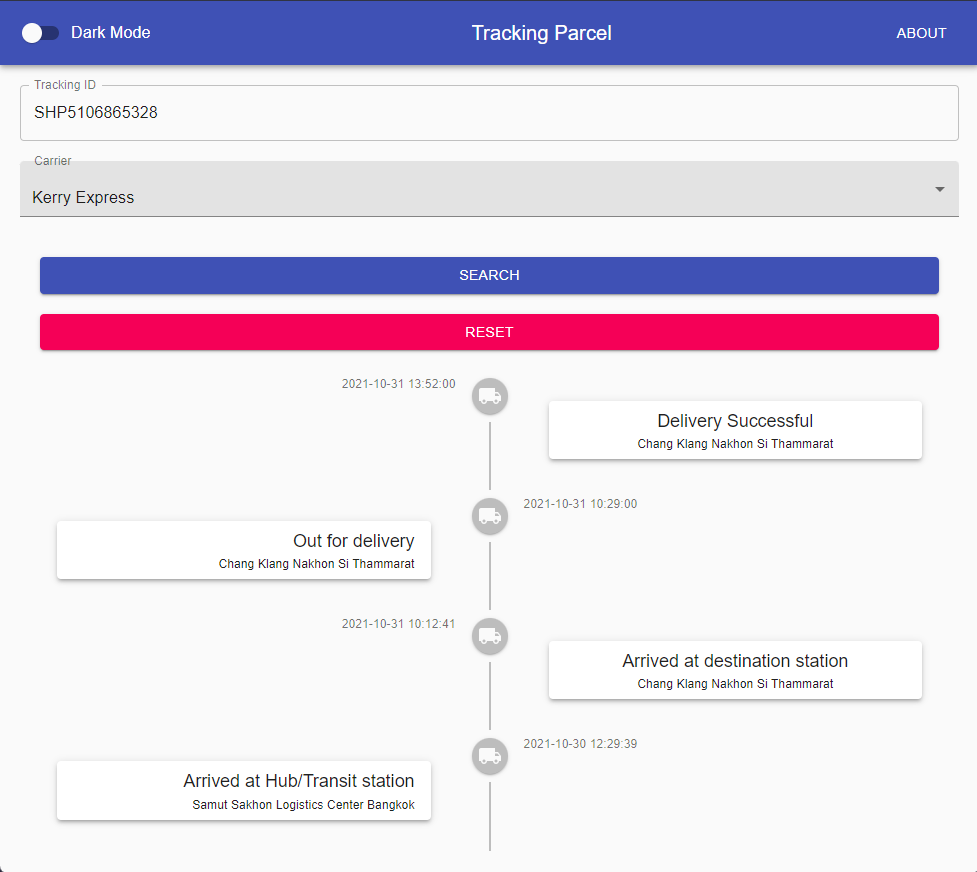 Dark Mode
Tracking Parcel
ABOUT
Tracking ID
SHP5106865328
Carrier
Kerry Express
SEARCH
RESET
2021-10-31 13:52:00
Delivery Successful
Chang Klang Nakhon Si Thammarat
2021-10-31 10:29:00
Out for delivery
Chang Klang Nakhon Si Thammarat
2021-10-31 10:12:41
Arrived at destination station
Chang Klang Nakhon Si Thammarat
2021-10-30 12:29:39
Arrived at Hub/Transit station
Samut Sakhon Logistics Center Bangkok